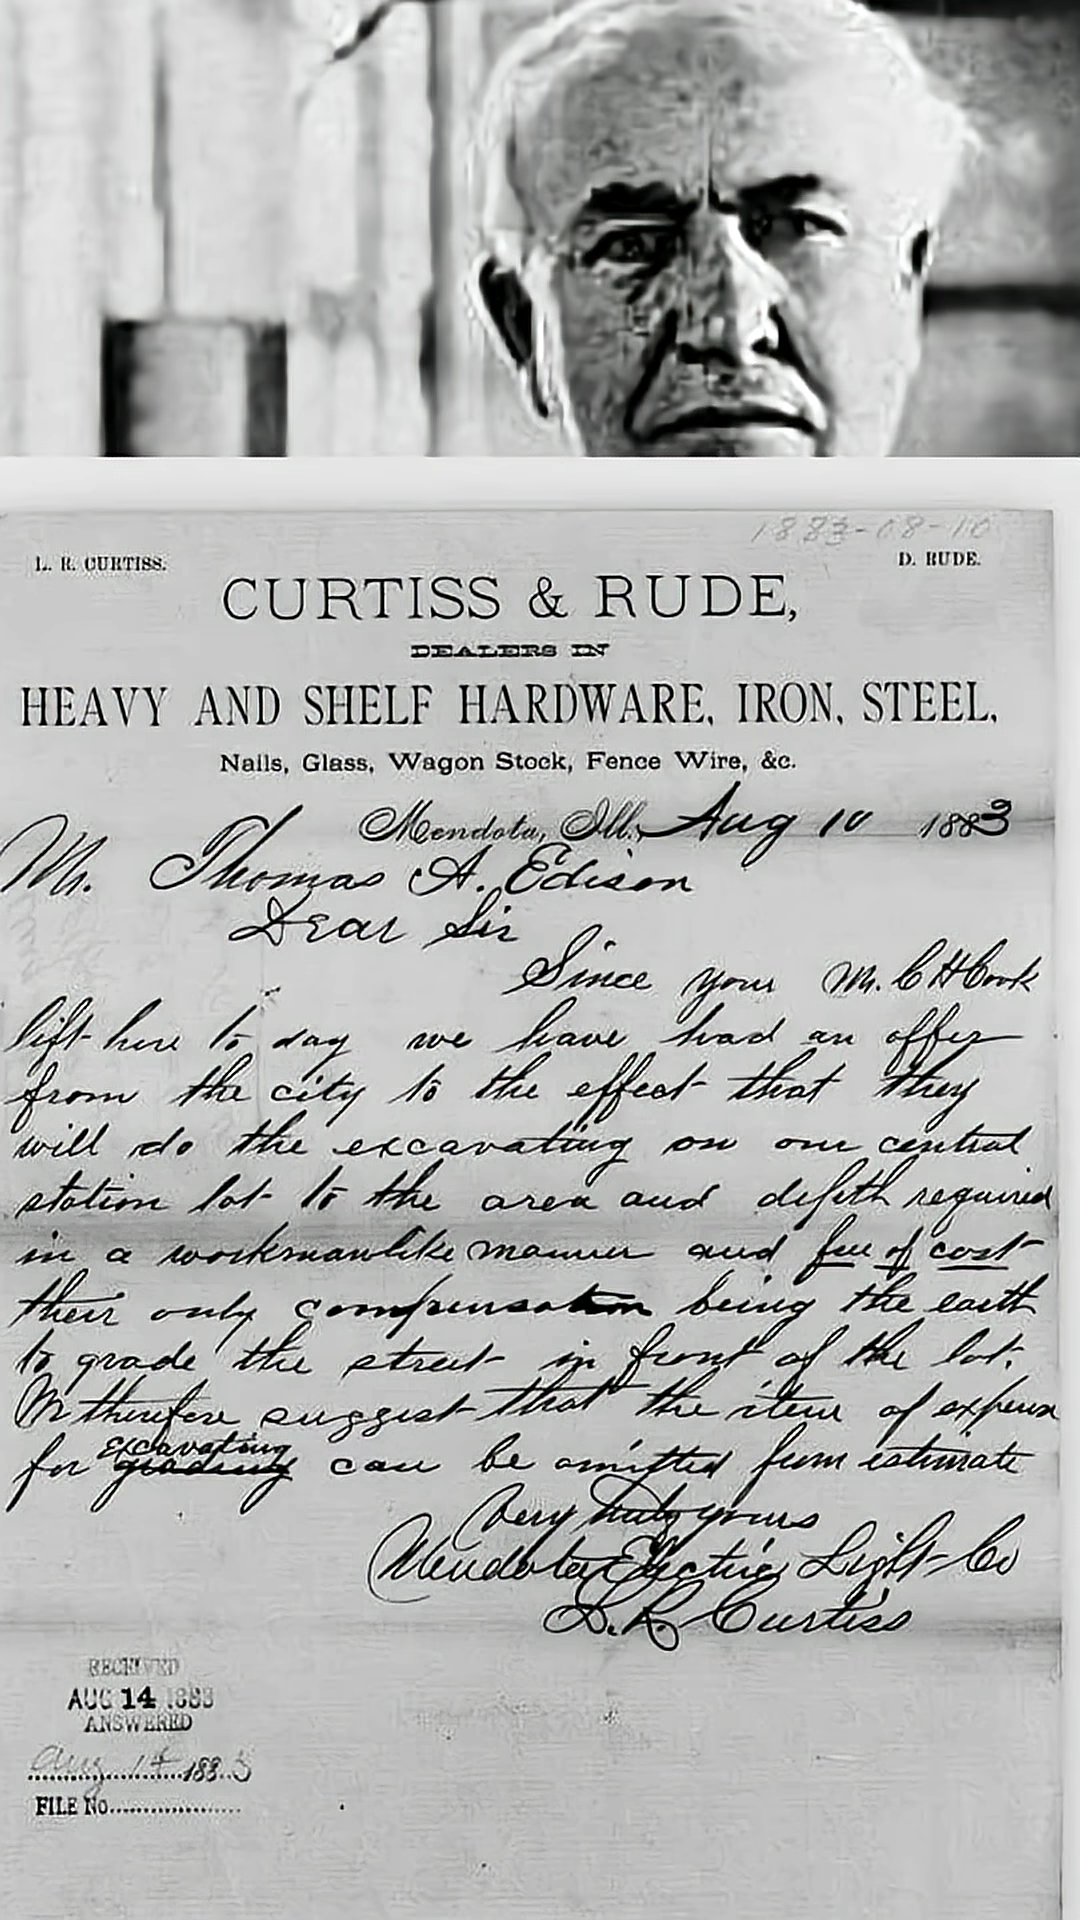 1883-08-10
L. R. CURTISS.
D. RUDE.
CURTISS & RUDE,
DEALERS IN
HEAVY AND SHELF HARDWARE, IRON, STEEL,
Nails, Glass, Wagon Stock, Fence Wire, &c.
Mendota, Ill., Aug 10 1883
Mr. Thomas A. Edison
Dear Sir
Since your Mr. C H Cook
left here to day we have had an offer
from the city to the effect that they
will do the excavating on our central
station lot to the area and depth required
in a workmanlike manner and free of cost
their only compensation being the earth
to grade the street in front of the lot.
We therefore suggest that the item of expense
excavating
for grading can be omitted from estimate
Very truly yours
Mendota Electric Light Co
L. R. Curtiss
RECEIVED
AUG 14 1883
ANSWERED
Aug 14 1883
FILE No.